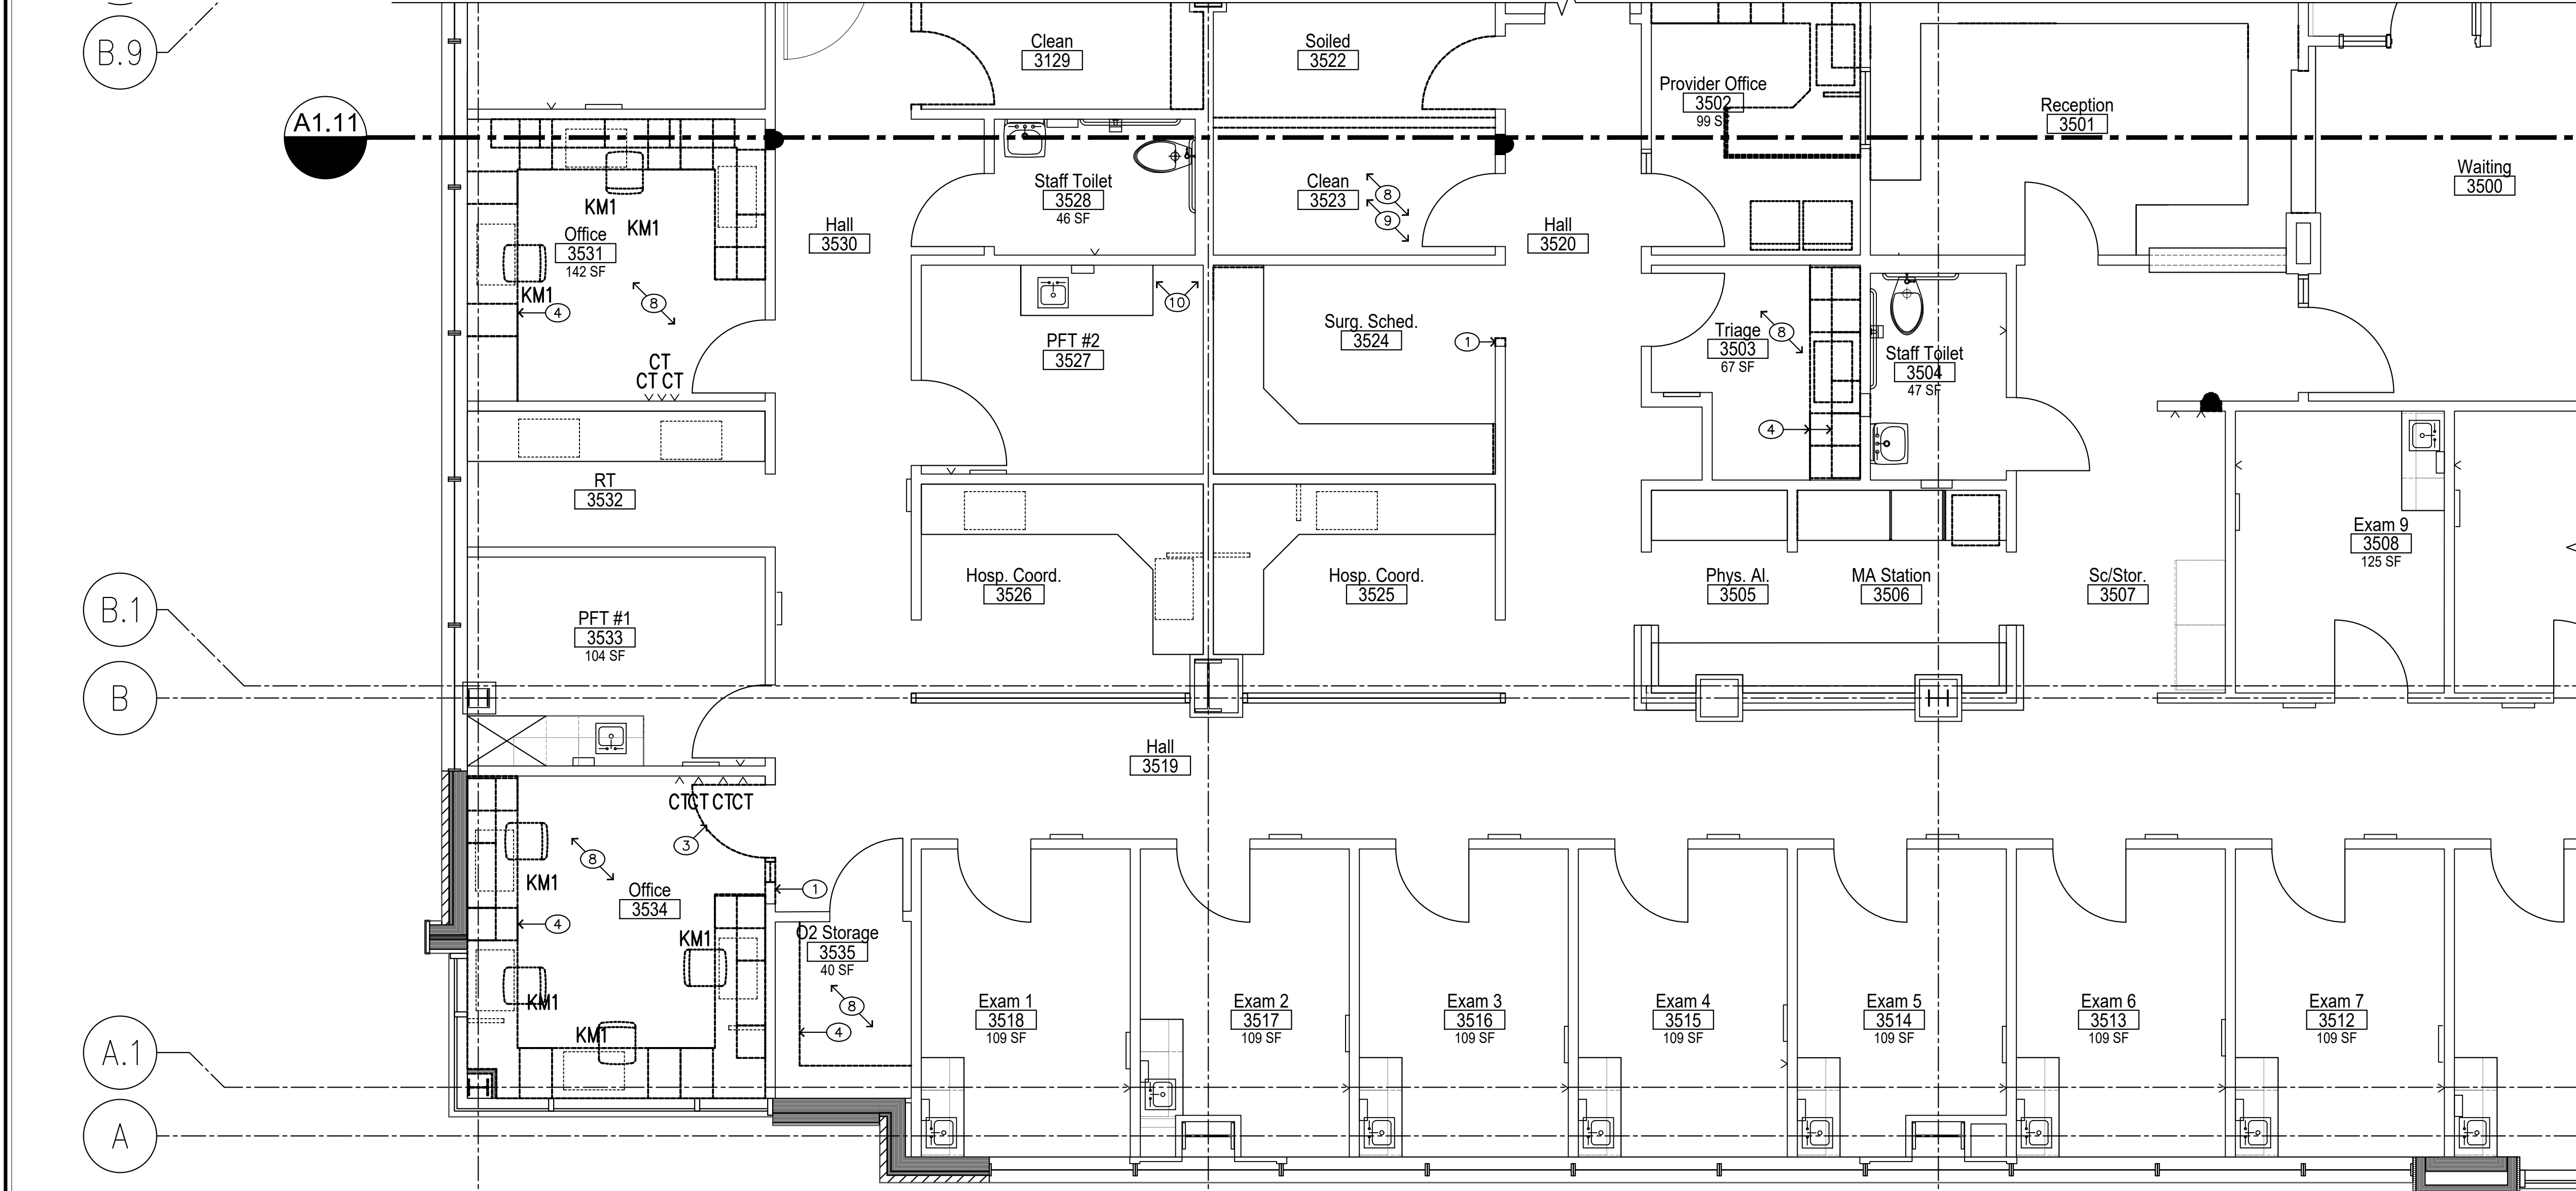 B.9
Clean
3129
Soiled
3522
Provider Office
3502
99 S
Reception
3501
A1.11
Waiting
3500
KM1
KM1
Office
3531
142 SF
KM1
4
8
CT
CT CT
Hall
3530
Staff Toilet
3528
46 SF
Clean
3523
8
9
Hall
3520
10
PFT #2
3527
Surg. Sched.
3524
1
Triage
3503
67 SF
8
4
Staff Toilet
3504
47 SF
RT
3532
Exam 9
3508
125 SF
B.1
Hosp. Coord.
3526
Hosp. Coord.
3525
Phys. Al.
3505
MA Station
3506
Sc/Stor.
3507
PFT #1
3533
104 SF
B
Hall
3519
CT CT CT CT
3
8
KM1
Office
3534
1
4
KM1
KM1
KM1
O2 Storage
3535
40 SF
8
4
Exam 1
3518
109 SF
Exam 2
3517
109 SF
Exam 3
3516
109 SF
Exam 4
3515
109 SF
Exam 5
3514
109 SF
Exam 6
3513
109 SF
Exam 7
3512
109 SF
A.1
A